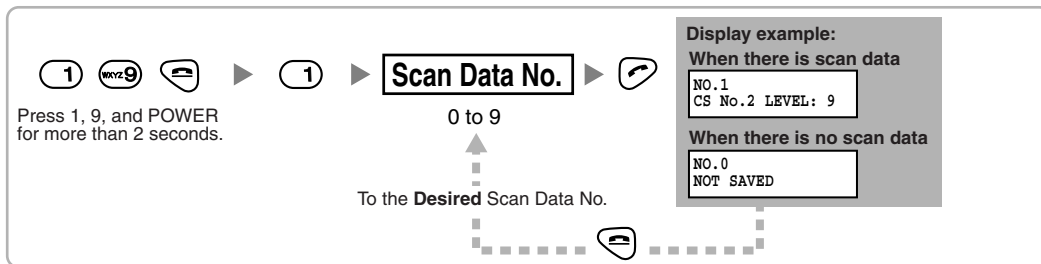 1) WXYZ9
1)
Scan Data No.
Press 1, 9, and POWER
for more than 2 seconds.
0 to 9
To the Desired Scan Data No.
Display example:
When there is scan data
NO.1
CS No.2 LEVEL: 9
When there is no scan data
NO.0
NOT SAVED